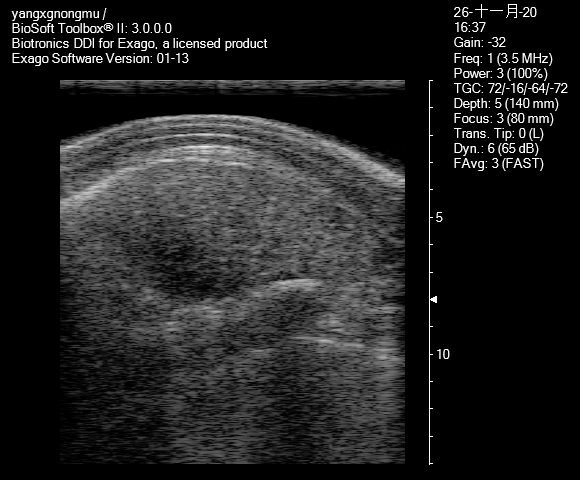 yangxgnongmu /
BioSoft Toolbox® II: 3.0.0.0
Biotronics DDI for Exago, a licensed product
Exago Software Version: 01-13
26-十一月-20
16:37
Gain: -32
Freq: 1 (3.5 MHz)
Power: 3 (100%)
TGC: 72/-16/-64/-72
Depth: 5 (140 mm)
Focus: 3 (80 mm)
Trans. Tip: 0 (L)
Dyn.: 6 (65 dB)
FAvg: 3 (FAST)
5
10